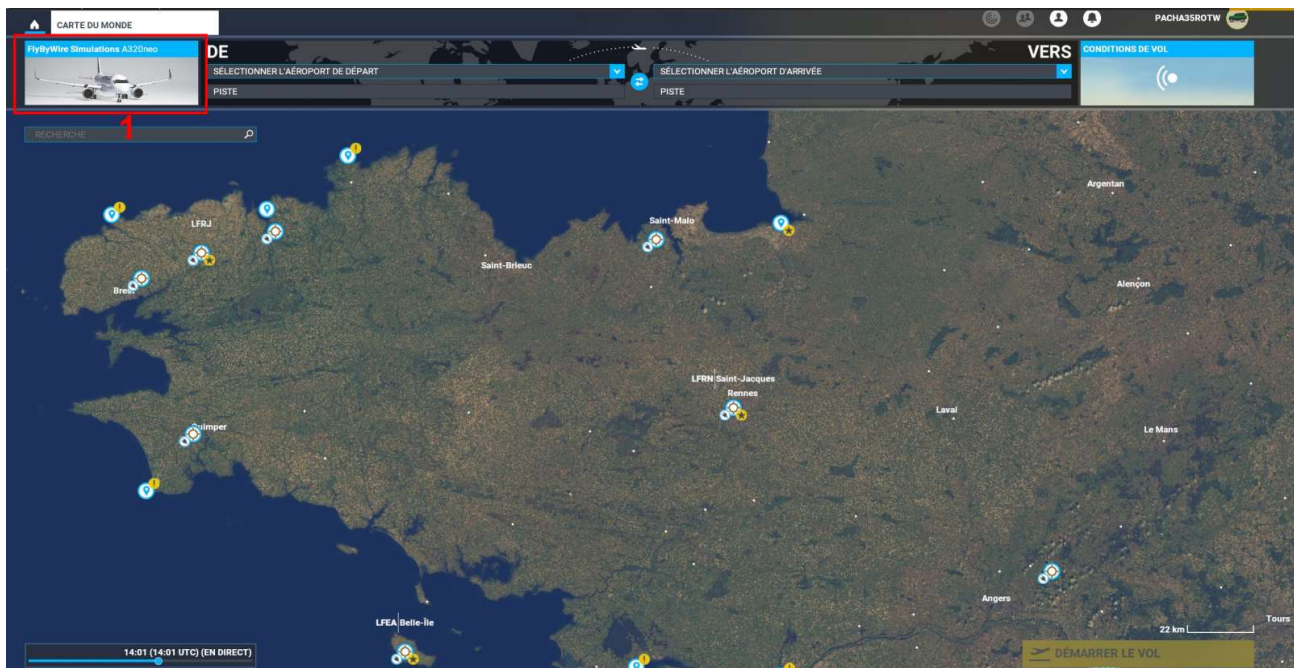 CARTE DU MONDE
PACHA35ROTW
FlyByWire Simulations A320neo
DE
VERS
CONDITIONS DE VOL
SÉLECTIONNER L'AÉROPORT DE DÉPART
SÉLECTIONNER L'AÉROPORT D'ARRIVÉE
PISTE
PISTE
1
RECHERCHE
Argentan
LFRJ
Saint-Malo
Saint-Brieuc
Alençon
Brest
LFRN Saint-Jacques
Rennes
Laval
Le Mans
Quimper
Angers
Tours
LFEA Belle-Île
22 km
14:01 (14:01 UTC) (EN DIRECT)
DÉMARRER LE VOL